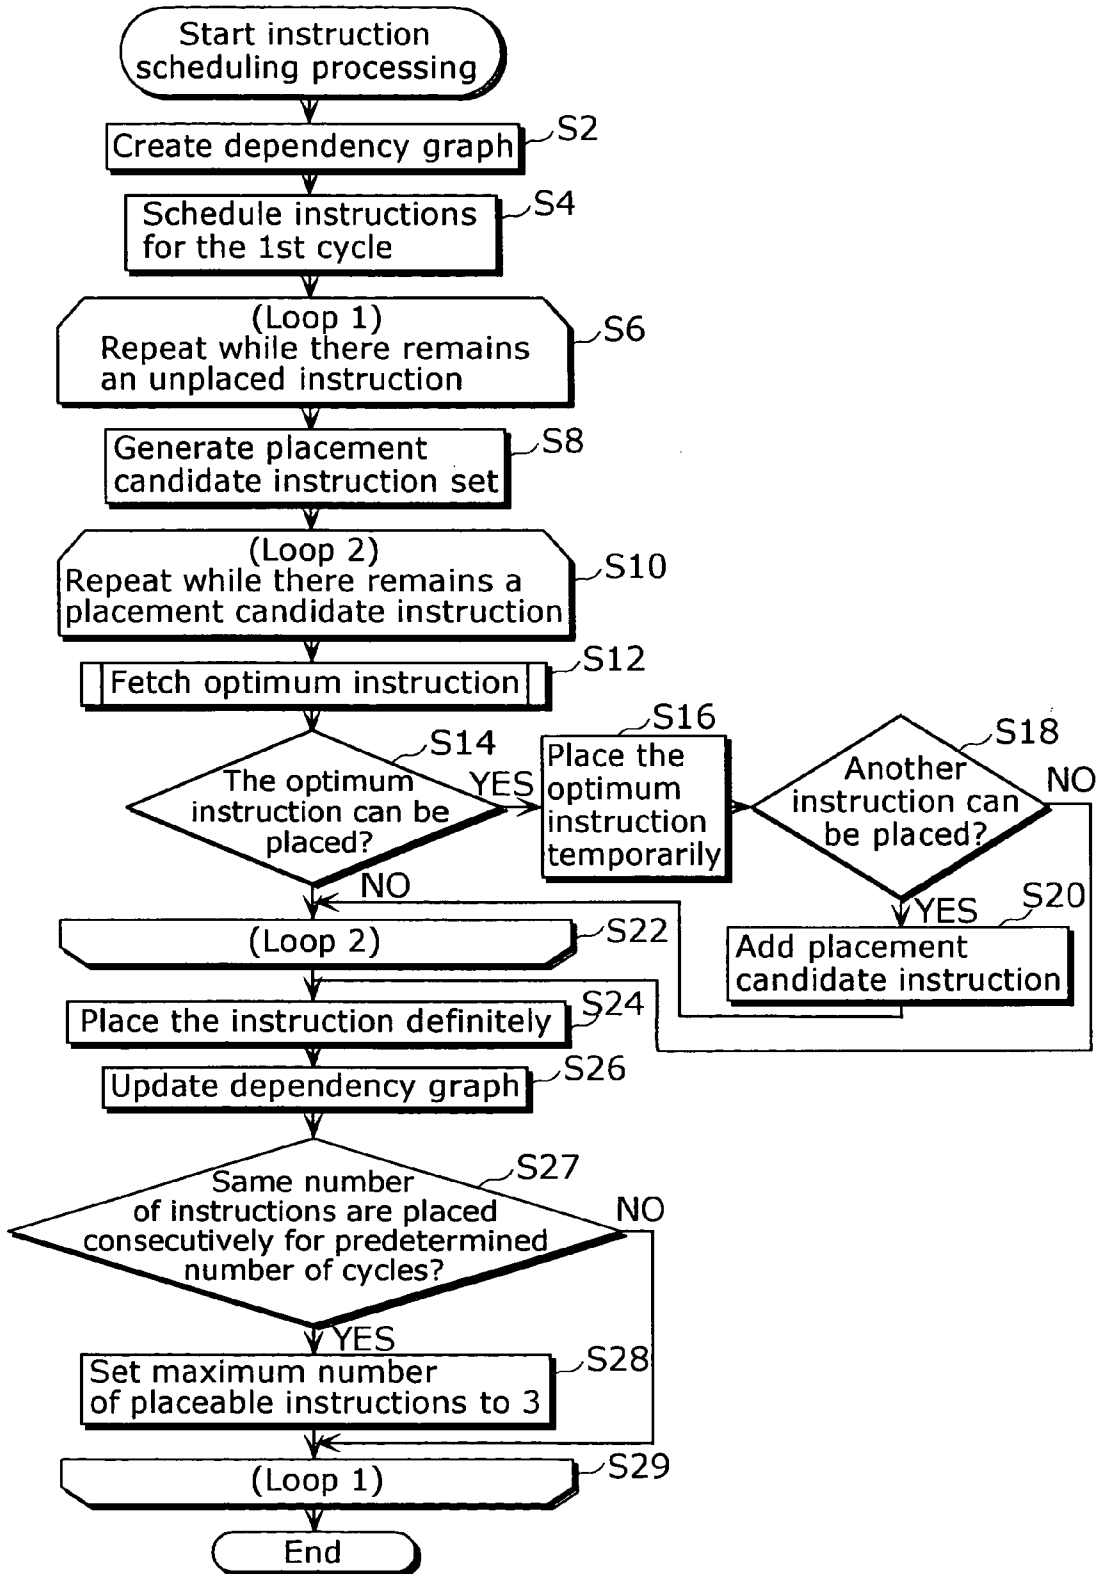 Start instruction
scheduling processing
Create dependency graph
S2
Schedule instructions
for the 1st cycle
S4
(Loop 1)
Repeat while there remains
an unplaced instruction
S6
Generate placement
candidate instruction set
S8
(Loop 2)
Repeat while there remains a
placement candidate instruction
S10
Fetch optimum instruction
S12
The optimum
instruction can be
placed?
S14
YES
NO
Place the
optimum
instruction
temporarily
S16
Another
instruction can
be placed?
S18
NO
YES
Add placement
candidate instruction
S20
(Loop 2)
S22
Place the instruction definitely
S24
Update dependency graph
S26
Same number
of instructions are placed
consecutively for predetermined
number of cycles?
S27
NO
YES
Set maximum number
of placeable instructions to 3
S28
(Loop 1)
S29
End